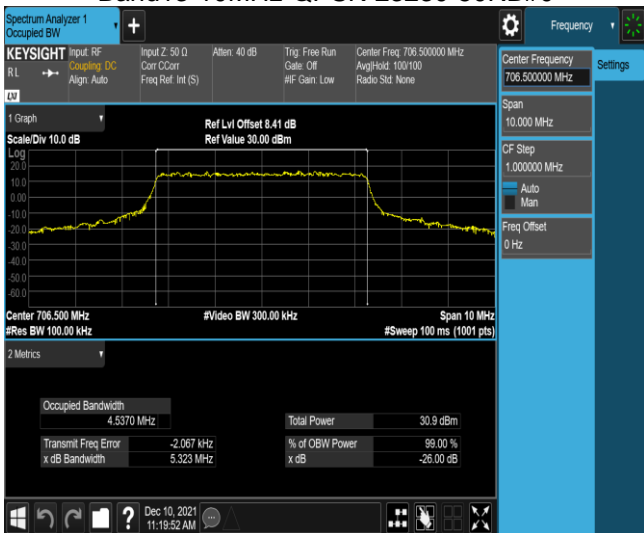 Spectrum Analyzer 1
Occupied BW
Frequency
KEYSIGHT
RL
LXI
Input: RF
Coupling: DC
Align: Auto
Input Z: 50 Ω
Corr CCorr
Freq Ref: Int (S)
Atten: 40 dB
Trig: Free Run
Gate: Off
#IF Gain: Low
Center Freq: 706.500000 MHz
Avg|Hold: 100/100
Radio Std: None
Center Frequency
706.500000 MHz
Settings
Span
10.000 MHz
CF Step
1.000000 MHz
Auto
Man
Freq Offset
0 Hz
1 Graph
Scale/Div 10.0 dB
Ref Lvl Offset 8.41 dB
Ref Value 30.00 dBm
Log
20.0
10.0
0.00
-10.0
-20.0
-30.0
-40.0
-50.0
-60.0
Center 706.500 MHz
#Video BW 300.00 kHz
Span 10 MHz
#Res BW 100.00 kHz
#Sweep 100 ms (1001 pts)
2 Metrics
Occupied Bandwidth
4.5370 MHz
Total Power 30.9 dBm
Transmit Freq Error -2.067 kHz
% of OBW Power 99.00 %
x dB Bandwidth 5.323 MHz
x dB -26.00 dB
?
Dec 10, 2021
11:19:52 AM